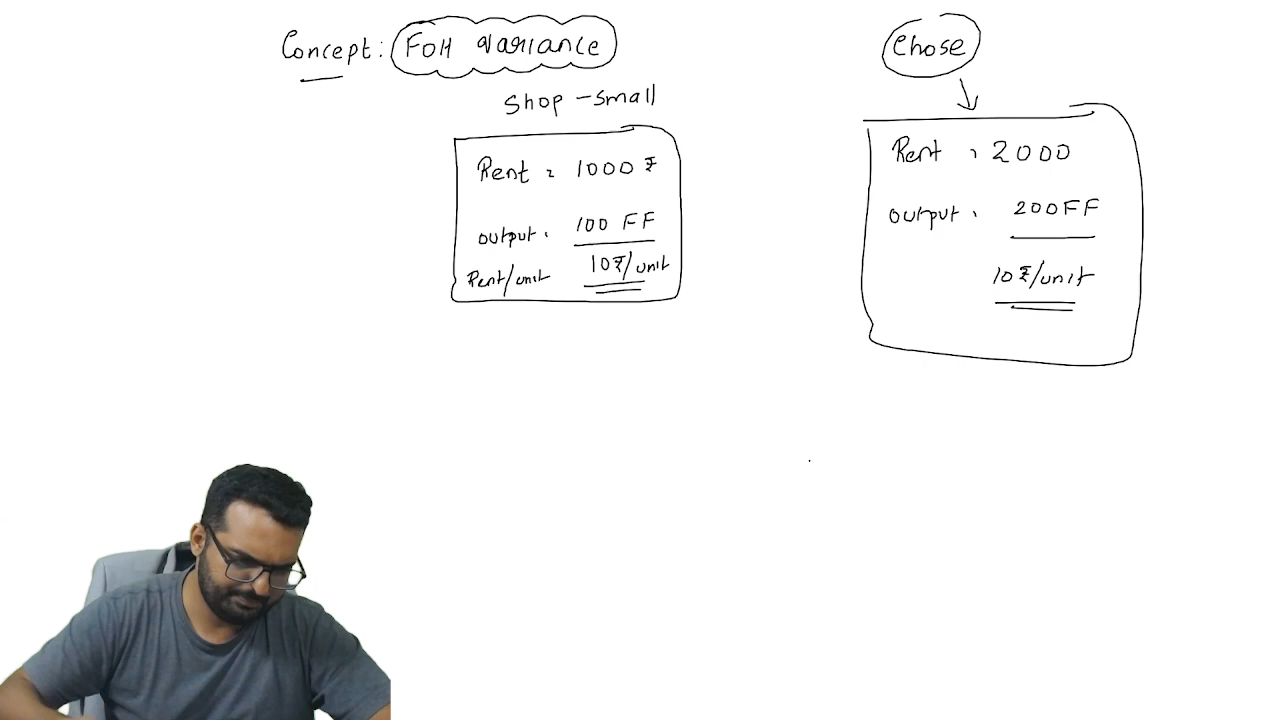 Concept: FOH Variance
Shop - small
Rent = 1000 ₹
output = 100 FF
Rent/unit 10₹/unit
Chose
Rent = 2000
output = 200FF
10₹/unit